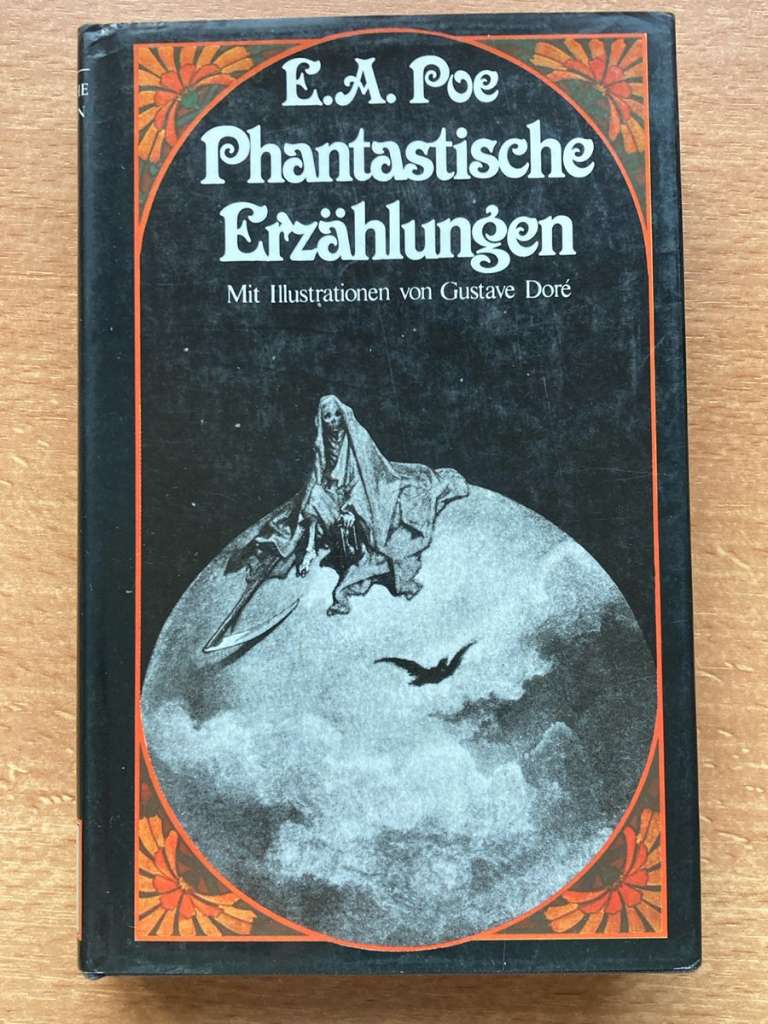 E.A. Poe
Phantastische
Erzählungen
Mit Illustrationen von Gustave Doré